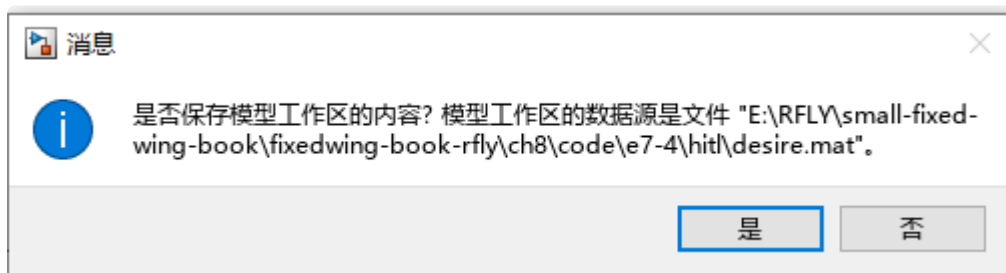 消息
是否保存模型工作区的内容? 模型工作区的数据源是文件 "E:\RFLY\small-fixed-
wing-book\fixedwing-book-rfly\ch8\code\e7-4\hitl\desire.mat"。
是
否